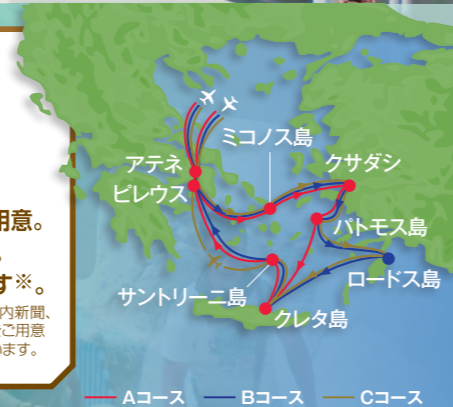 用意。
す※。
内新聞、
ご用意
います。
ミコノス島
アテネ
クサダシ
ピレウス
パトモス島
サントリーニ島
ロードス島
クレタ島
Aコース Bコース Cコース